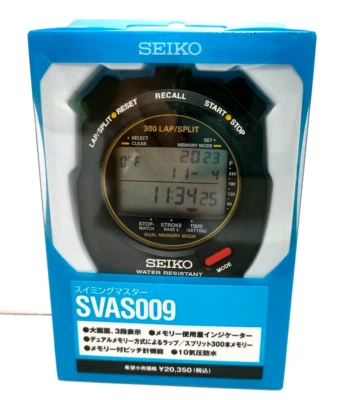 SEIKO
LAP/SPLIT • RESET
RECALL
START • STOP
300 LAP/SPLIT
• SELECT
CLEAR
SET •
MEMORY MODE
OFF
2023
11-4
11:34 25
STOP-
WATCH
STROKE
BASE 3
TIME
/SETTING
DUAL MEMORY MODE
SEIKO
WATER RESISTANT
MODE
スイミングマスター
SVAS009
●大画面、3段表示 ●メモリー使用量インジケーター
●デュアルメモリー方式によるラップ/スプリット300本メモリー
●メモリー付ピッチ計機能 ●10気圧防水
希望小売価格 ¥20,350(税込)